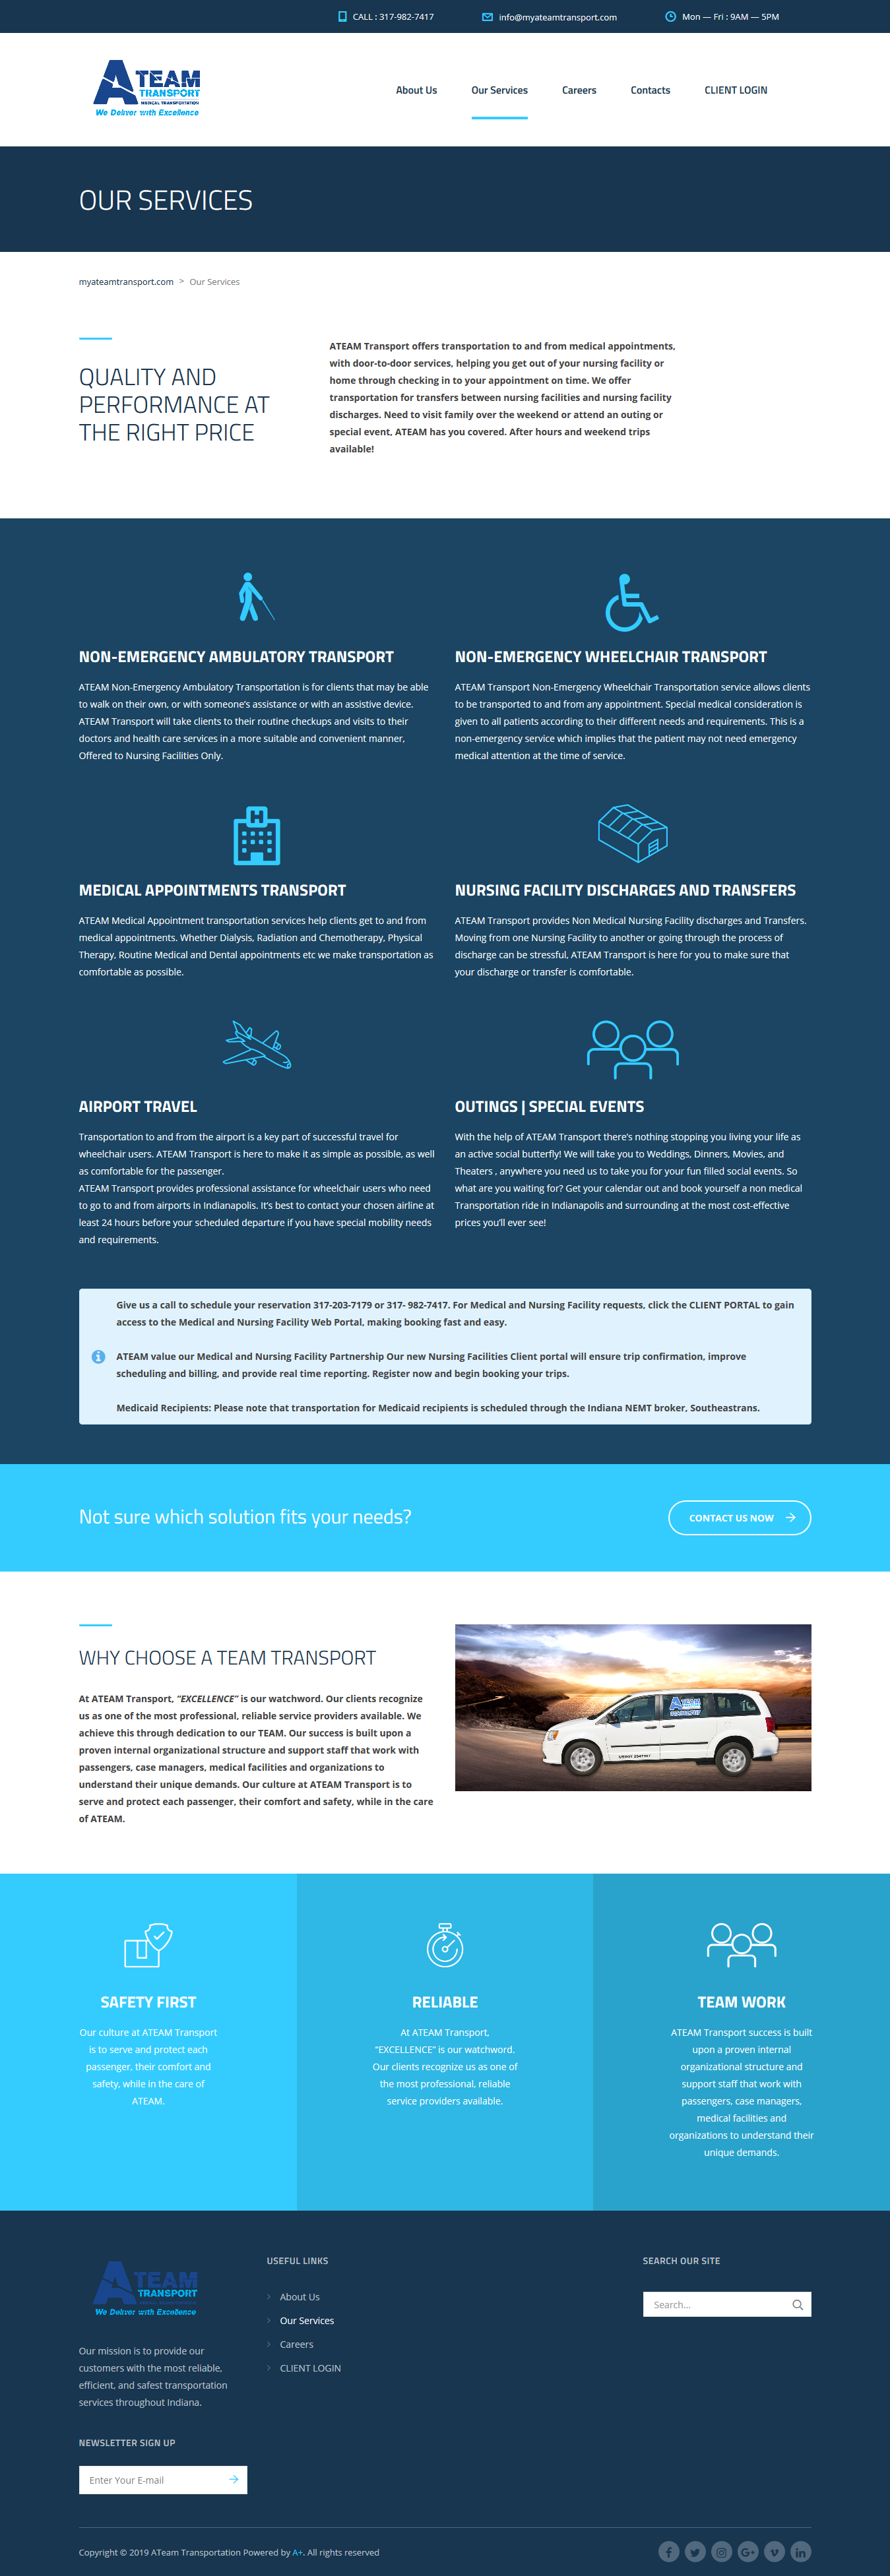 CALL : 317-982-7417
info@myateamtransport.com
Mon — Fri : 9AM — 5PM
ATEAM
TRANSPORT
MEDICAL TRANSPORTATION
We Deliver with Excellence
About Us
Our Services
Careers
Contacts
CLIENT LOGIN
OUR SERVICES
myateamtransport.com > Our Services
QUALITY AND
PERFORMANCE AT
THE RIGHT PRICE
ATEAM Transport offers transportation to and from medical appointments,
with door-to-door services, helping you get out of your nursing facility or
home through checking in to your appointment on time. We offer
transportation for transfers between nursing facilities and nursing facility
discharges. Need to visit family over the weekend or attend an outing or
special event, ATEAM has you covered. After hours and weekend trips
available!
NON-EMERGENCY AMBULATORY TRANSPORT
ATEAM Non-Emergency Ambulatory Transportation is for clients that may be able
to walk on their own, or with someone's assistance or with an assistive device.
ATEAM Transport will take clients to their routine checkups and visits to their
doctors and health care services in a more suitable and convenient manner,
Offered to Nursing Facilities Only.
NON-EMERGENCY WHEELCHAIR TRANSPORT
ATEAM Transport Non-Emergency Wheelchair Transportation service allows clients
to be transported to and from any appointment. Special medical consideration is
given to all patients according to their different needs and requirements. This is a
non-emergency service which implies that the patient may not need emergency
medical attention at the time of service.
MEDICAL APPOINTMENTS TRANSPORT
ATEAM Medical Appointment transportation services help clients get to and from
medical appointments. Whether Dialysis, Radiation and Chemotherapy, Physical
Therapy, Routine Medical and Dental appointments etc we make transportation as
comfortable as possible.
NURSING FACILITY DISCHARGES AND TRANSFERS
ATEAM Transport provides Non Medical Nursing Facility discharges and Transfers.
Moving from one Nursing Facility to another or going through the process of
discharge can be stressful, ATEAM Transport is here for you to make sure that
your discharge or transfer is comfortable.
AIRPORT TRAVEL
Transportation to and from the airport is a key part of successful travel for
wheelchair users. ATEAM Transport is here to make it as simple as possible, as well
as comfortable for the passenger.
ATEAM Transport provides professional assistance for wheelchair users who need
to go to and from airports in Indianapolis. It's best to contact your chosen airline at
least 24 hours before your scheduled departure if you have special mobility needs
and requirements.
OUTINGS | SPECIAL EVENTS
With the help of ATEAM Transport there's nothing stopping you living your life as
an active social butterfly! We will take you to Weddings, Dinners, Movies, and
Theaters , anywhere you need us to take you for your fun filled social events. So
what are you waiting for? Get your calendar out and book yourself a non medical
Transportation ride in Indianapolis and surrounding at the most cost-effective
prices you'll ever see!
Give us a call to schedule your reservation 317-203-7179 or 317- 982-7417. For Medical and Nursing Facility requests, click the CLIENT PORTAL to gain
access to the Medical and Nursing Facility Web Portal, making booking fast and easy.
ATEAM value our Medical and Nursing Facility Partnership Our new Nursing Facilities Client portal will ensure trip confirmation, improve
scheduling and billing, and provide real time reporting. Register now and begin booking your trips.
Medicaid Recipients: Please note that transportation for Medicaid recipients is scheduled through the Indiana NEMT broker, Southeastrans.
Not sure which solution fits your needs?
CONTACT US NOW
WHY CHOOSE A TEAM TRANSPORT
At ATEAM Transport, "EXCELLENCE" is our watchword. Our clients recognize
us as one of the most professional, reliable service providers available. We
achieve this through dedication to our TEAM. Our success is built upon a
proven internal organizational structure and support staff that work with
passengers, case managers, medical facilities and organizations to
understand their unique demands. Our culture at ATEAM Transport is to
serve and protect each passenger, their comfort and safety, while in the care
of ATEAM.
ATEAM
SAFETY FIRST
Our culture at ATEAM Transport
is to serve and protect each
passenger, their comfort and
safety, while in the care of
ATEAM.
RELIABLE
At ATEAM Transport,
"EXCELLENCE" is our watchword.
Our clients recognize us as one of
the most professional, reliable
service providers available.
TEAM WORK
ATEAM Transport success is built
upon a proven internal
organizational structure and
support staff that work with
passengers, case managers,
medical facilities and
organizations to understand their
unique demands.
ATEAM
TRANSPORT
We Deliver with Excellence
Our mission is to provide our
customers with the most reliable,
efficient, and safest transportation
services throughout Indiana.
NEWSLETTER SIGN UP
Enter Your E-mail
USEFUL LINKS
About Us
Our Services
Careers
CLIENT LOGIN
SEARCH OUR SITE
Search...
Copyright © 2019 ATeam Transportation Powered by A+. All rights reserved